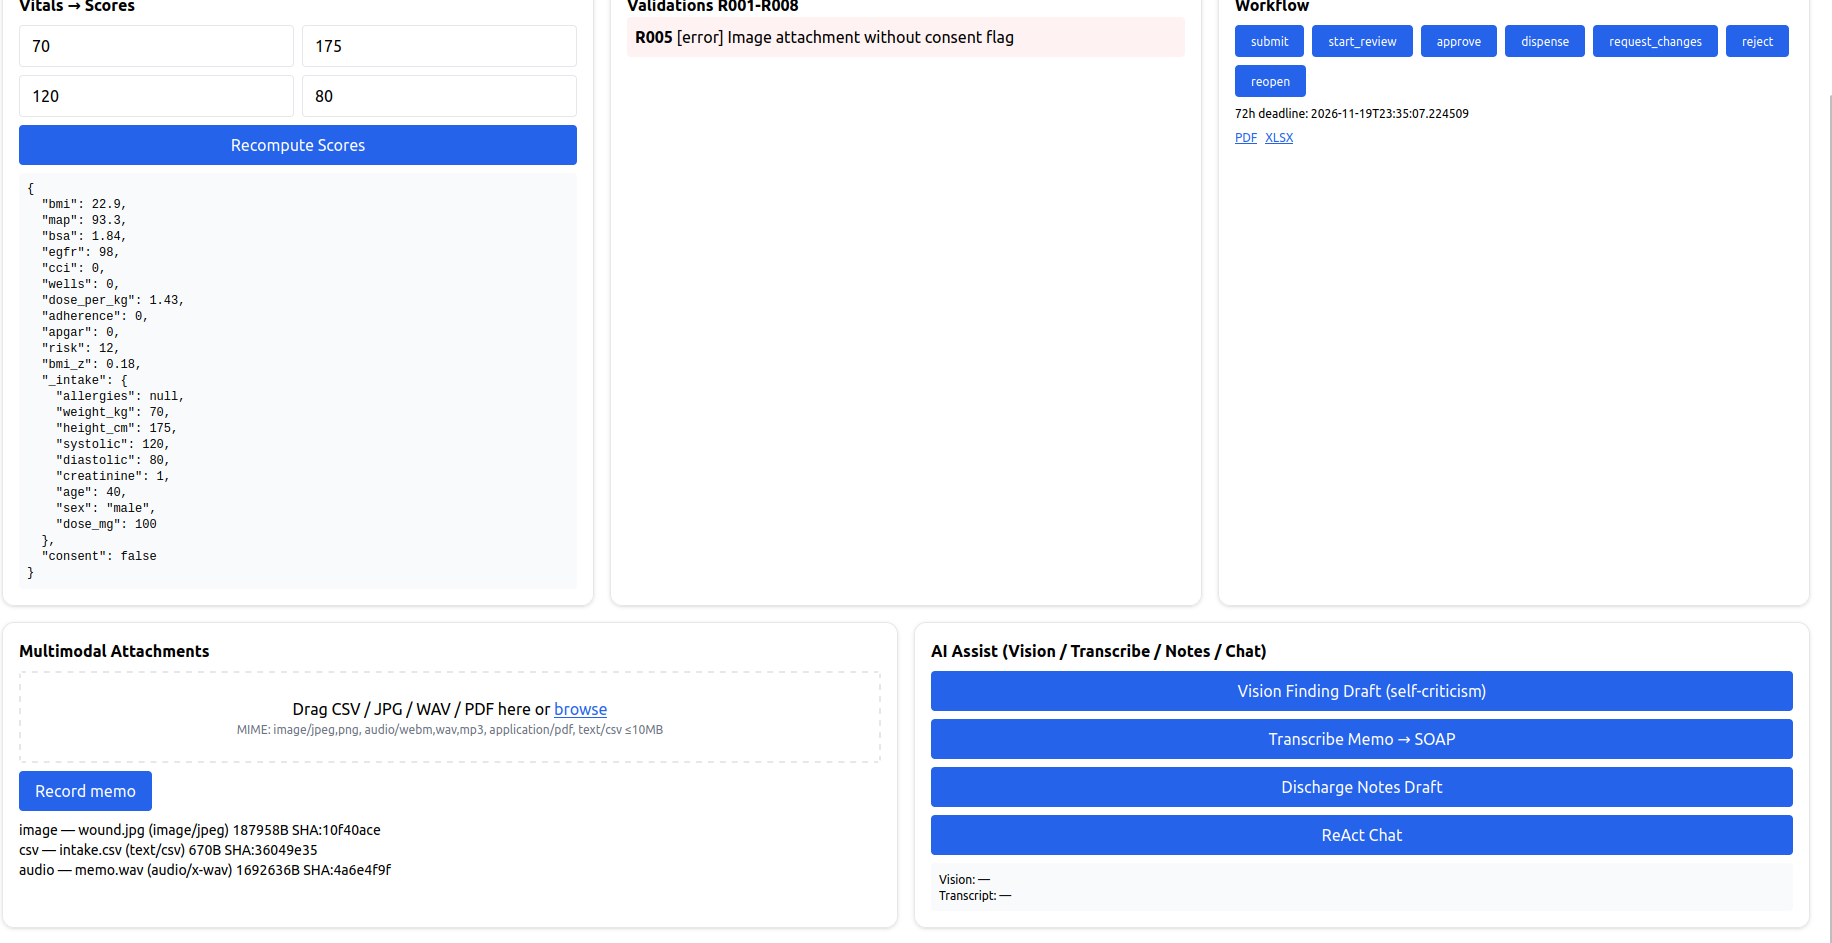 Vitals → Scores
70
175
120
80
Recompute Scores
{
  "bmi": 22.9,
  "map": 93.3,
  "bsa": 1.84,
  "egfr": 98,
  "cci": 0,
  "wells": 0,
  "dose_per_kg": 1.43,
  "adherence": 0,
  "apgar": 0,
  "risk": 12,
  "bmi_z": 0.18,
  "_intake": {
    "allergies": null,
    "weight_kg": 70,
    "height_cm": 175,
    "systolic": 120,
    "diastolic": 80,
    "creatinine": 1,
    "age": 40,
    "sex": "male",
    "dose_mg": 100
  },
  "consent": false
}
Validations R001-R008
R005 [error] Image attachment without consent flag
Workflow
submit
start_review
approve
dispense
request_changes
reject
reopen
72h deadline: 2026-11-19T23:35:07.224509
PDF XLSX
Multimodal Attachments
Drag CSV / JPG / WAV / PDF here or browse
MIME: image/jpeg,png, audio/webm,wav,mp3, application/pdf, text/csv ≤10MB
Record memo
image — wound.jpg (image/jpeg) 187958B SHA:10f40ace
csv — intake.csv (text/csv) 670B SHA:36049e35
audio — memo.wav (audio/x-wav) 1692636B SHA:4a6e4f9f
AI Assist (Vision / Transcribe / Notes / Chat)
Vision Finding Draft (self-criticism)
Transcribe Memo → SOAP
Discharge Notes Draft
ReAct Chat
Vision: —
Transcript: —